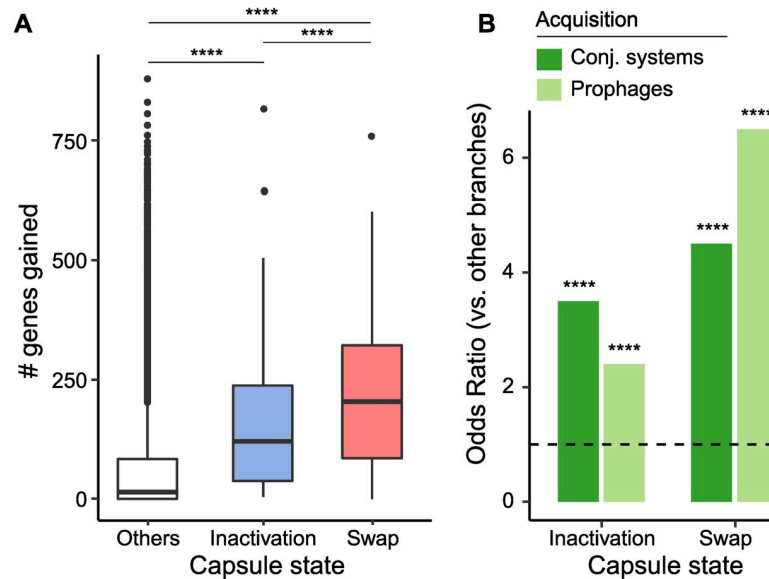 A
****
****
****
# genes gained
750
500
250
0
Others
Inactivation
Swap
Capsule state
B
Acquisition
Conj. systems
Prophages
Odds Ratio (vs. other branches)
6
4
2
0
****
****
****
****
Inactivation
Swap
Capsule state